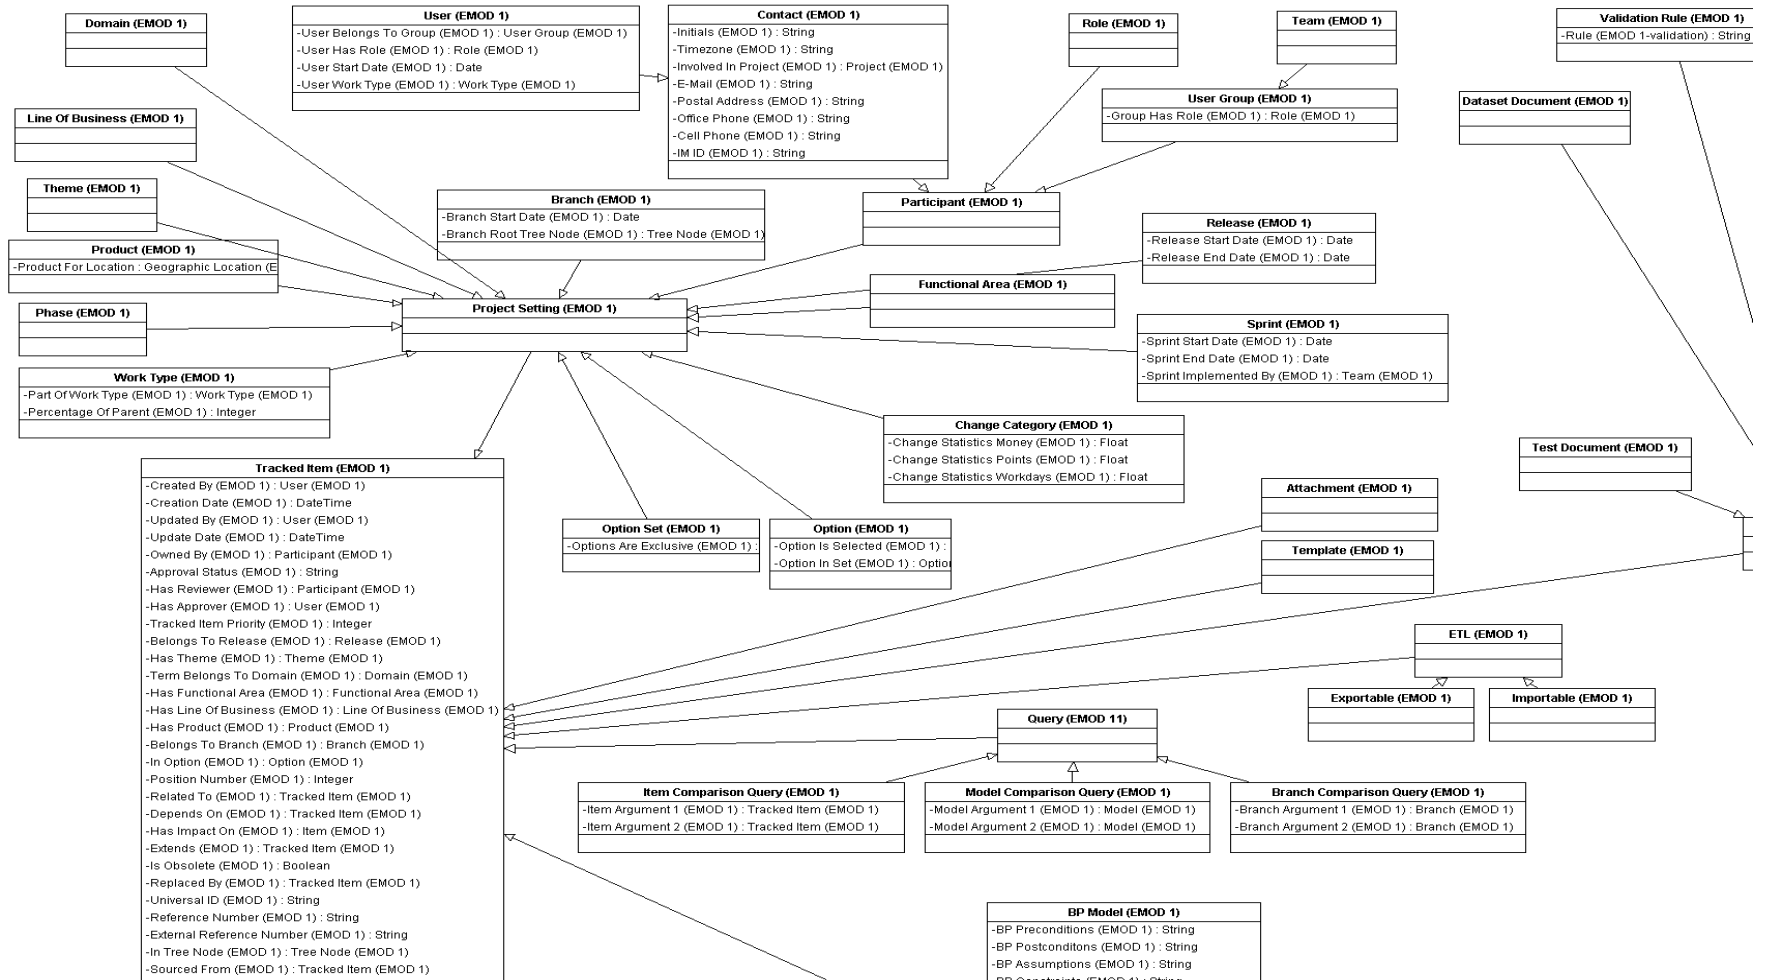 Domain (EMOD 1)
User (EMOD 1)
-User Belongs To Group (EMOD 1) : User Group (EMOD 1)
-User Has Role (EMOD 1) : Role (EMOD 1)
-User Start Date (EMOD 1) : Date
-User Work Type (EMOD 1) : Work Type (EMOD 1)
Contact (EMOD 1)
-Initials (EMOD 1) : String
-Timezone (EMOD 1) : String
-Involved In Project (EMOD 1) : Project (EMOD 1)
-E-Mail (EMOD 1) : String
-Postal Address (EMOD 1) : String
-Office Phone (EMOD 1) : String
-Cell Phone (EMOD 1) : String
-IM ID (EMOD 1) : String
Role (EMOD 1)
Team (EMOD 1)
Validation Rule (EMOD 1)
-Rule (EMOD 1-validation) : String
User Group (EMOD 1)
-Group Has Role (EMOD 1) : Role (EMOD 1)
Dataset Document (EMOD 1)
Line Of Business (EMOD 1)
Theme (EMOD 1)
Branch (EMOD 1)
-Branch Start Date (EMOD 1) : Date
-Branch Root Tree Node (EMOD 1) : Tree Node (EMOD 1)
Participant (EMOD 1)
Release (EMOD 1)
-Release Start Date (EMOD 1) : Date
-Release End Date (EMOD 1) : Date
Product (EMOD 1)
-Product For Location : Geographic Location (E
Functional Area (EMOD 1)
Phase (EMOD 1)
Project Setting (EMOD 1)
Sprint (EMOD 1)
-Sprint Start Date (EMOD 1) : Date
-Sprint End Date (EMOD 1) : Date
-Sprint Implemented By (EMOD 1) : Team (EMOD 1)
Work Type (EMOD 1)
-Part Of Work Type (EMOD 1) : Work Type (EMOD 1)
-Percentage Of Parent (EMOD 1) : Integer
Change Category (EMOD 1)
-Change Statistics Money (EMOD 1) : Float
-Change Statistics Points (EMOD 1) : Float
-Change Statistics Workdays (EMOD 1) : Float
Test Document (EMOD 1)
Tracked Item (EMOD 1)
-Created By (EMOD 1) : User (EMOD 1)
-Creation Date (EMOD 1) : DateTime
-Updated By (EMOD 1) : User (EMOD 1)
-Update Date (EMOD 1) : DateTime
-Owned By (EMOD 1) : Participant (EMOD 1)
-Approval Status (EMOD 1) : String
-Has Reviewer (EMOD 1) : Participant (EMOD 1)
-Has Approver (EMOD 1) : User (EMOD 1)
-Tracked Item Priority (EMOD 1) : Integer
-Belongs To Release (EMOD 1) : Release (EMOD 1)
-Has Theme (EMOD 1) : Theme (EMOD 1)
-Term Belongs To Domain (EMOD 1) : Domain (EMOD 1)
-Has Functional Area (EMOD 1) : Functional Area (EMOD 1)
-Has Line Of Business (EMOD 1) : Line Of Business (EMOD 1)
-Has Product (EMOD 1) : Product (EMOD 1)
-Belongs To Branch (EMOD 1) : Branch (EMOD 1)
-In Option (EMOD 1) : Option (EMOD 1)
-Position Number (EMOD 1) : Integer
-Related To (EMOD 1) : Tracked Item (EMOD 1)
-Depends On (EMOD 1) : Tracked Item (EMOD 1)
-Has Impact On (EMOD 1) : Item (EMOD 1)
-Extends (EMOD 1) : Tracked Item (EMOD 1)
-Is Obsolete (EMOD 1) : Boolean
-Replaced By (EMOD 1) : Tracked Item (EMOD 1)
-Universal ID (EMOD 1) : String
-Reference Number (EMOD 1) : String
-External Reference Number (EMOD 1) : String
-In Tree Node (EMOD 1) : Tree Node (EMOD 1)
-Sourced From (EMOD 1) : Tracked Item (EMOD 1)
Option Set (EMOD 1)
-Options Are Exclusive (EMOD 1) :
Option (EMOD 1)
-Option Is Selected (EMOD 1) :
-Option In Set (EMOD 1) : Option
Attachment (EMOD 1)
Template (EMOD 1)
ETL (EMOD 1)
Exportable (EMOD 1)
Importable (EMOD 1)
Query (EMOD 11)
Item Comparison Query (EMOD 1)
-Item Argument 1 (EMOD 1) : Tracked Item (EMOD 1)
-Item Argument 2 (EMOD 1) : Tracked Item (EMOD 1)
Model Comparison Query (EMOD 1)
-Model Argument 1 (EMOD 1) : Model (EMOD 1)
-Model Argument 2 (EMOD 1) : Model (EMOD 1)
Branch Comparison Query (EMOD 1)
-Branch Argument 1 (EMOD 1) : Branch (EMOD 1)
-Branch Argument 2 (EMOD 1) : Branch (EMOD 1)
BP Model (EMOD 1)
-BP Preconditions (EMOD 1) : String
-BP Postconditons (EMOD 1) : String
-BP Assumptions (EMOD 1) : String